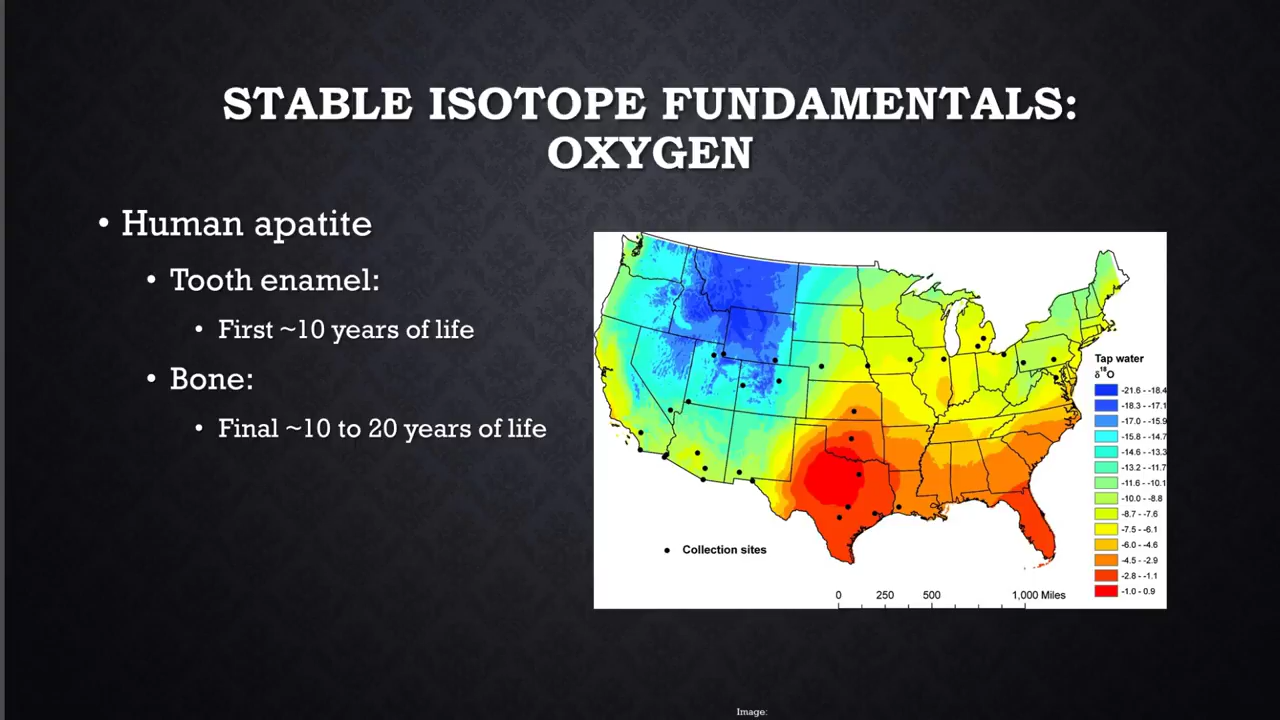 STABLE ISOTOPE FUNDAMENTALS:
OXYGEN
• Human apatite
• Tooth enamel:
• First ~10 years of life
• Bone:
• Final ~10 to 20 years of life
Tap water
δ¹⁸O
-21.6 - -18.4
-18.3 - -17.1
-17.0 - -15.9
-15.8 - -14.7
-14.6 - -13.3
-13.2 - -11.7
-11.6 - -10.1
-10.0 - -8.8
-8.7 - -7.6
-7.5 - -6.1
-6.0 - -4.6
-4.5 - -2.9
-2.8 - -1.1
-1.0 - 0.9
Collection sites
0 250 500 1,000 Miles
Image: